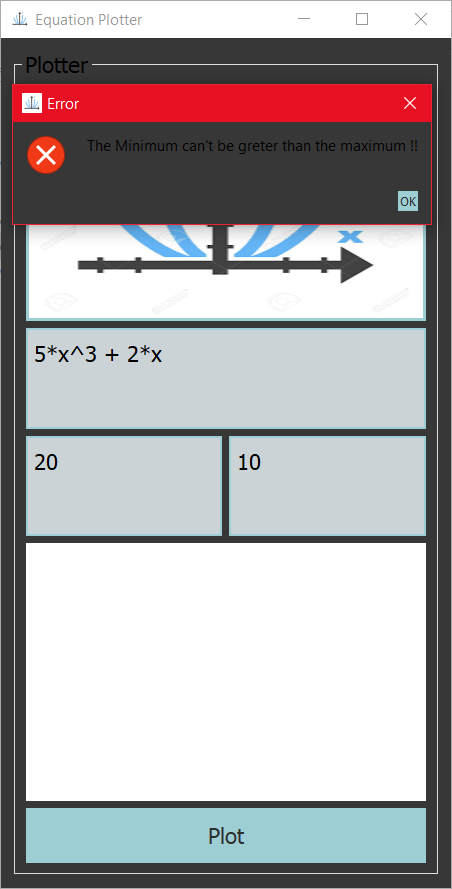 Equation Plotter
Plotter
Error
The Minimum can't be greter than the maximum !!
OK
x
5*x^3 + 2*x
20
10
Plot